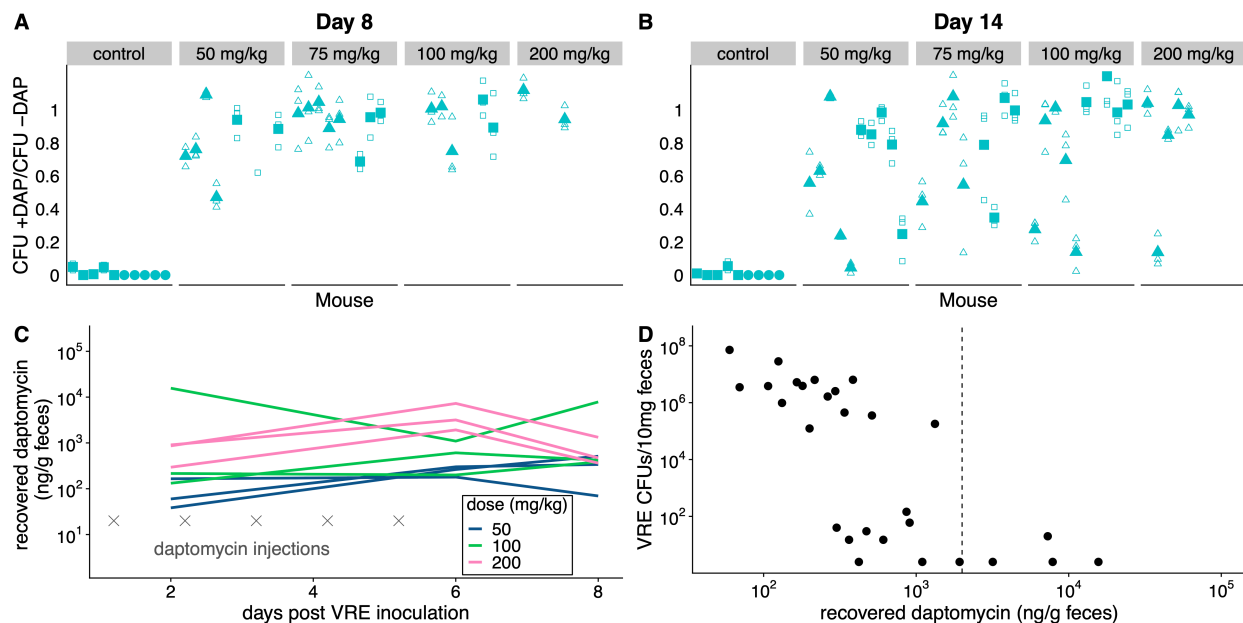 A Day 8
control 50 mg/kg 75 mg/kg 100 mg/kg 200 mg/kg
CFU +DAP/CFU −DAP
1
0.8
0.6
0.4
0.2
0
Mouse
B Day 14
control 50 mg/kg 75 mg/kg 100 mg/kg 200 mg/kg
1
0.8
0.6
0.4
0.2
0
Mouse
C
recovered daptomycin
(ng/g feces)
10⁵
10⁴
10³
10²
10¹
daptomycin injections
dose (mg/kg)
50
100
200
2 4 6 8
days post VRE inoculation
D
VRE CFUs/10mg feces
10⁸
10⁶
10⁴
10²
10² 10³ 10⁴ 10⁵
recovered daptomycin (ng/g feces)